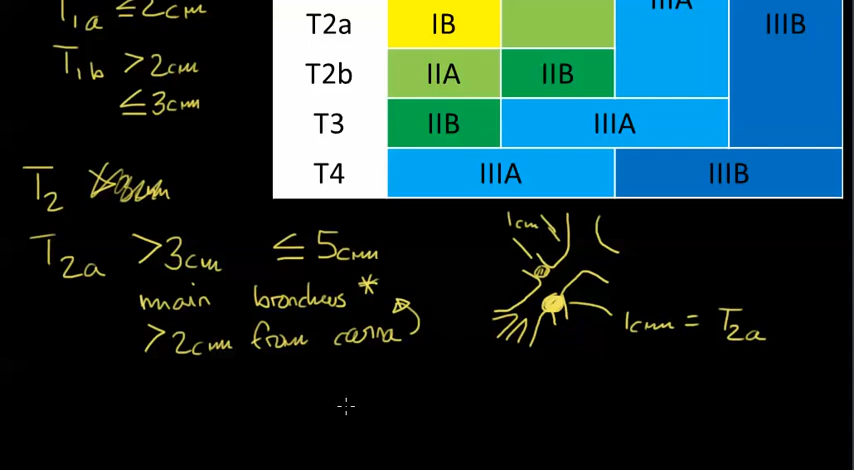 T1a ≤2cm
T1b >2cm
≤3cm
T2
T2a >3cm ≤5cm
main bronchus *
>2cm from carina
IIIA
T2a IB IIIB
T2b IIA IIB
T3 IIB IIIA
T4 IIIA IIIB
1cm
1cm = T2a